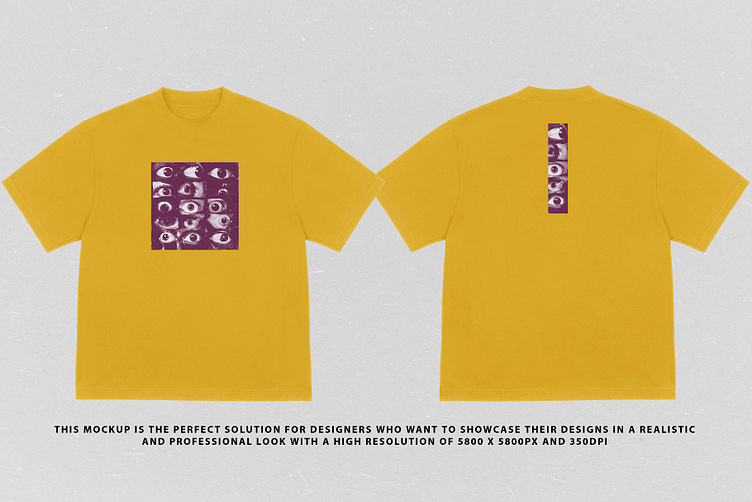 THIS MOCKUP IS THE PERFECT SOLUTION FOR DESIGNERS WHO WANT TO SHOWCASE THEIR DESIGNS IN A REALISTIC
AND PROFESSIONAL LOOK WITH A HIGH RESOLUTION OF 5800 X 5800PX AND 350DPI